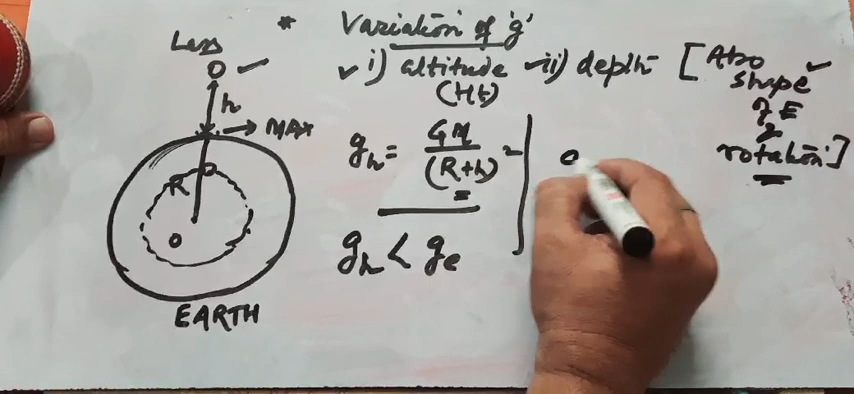 * Variation of 'g'
i) altitude ii) depth [Also
(Ht)
shape
of E
&
rotation]
Less
h
MAX
R
O
EARTH
gh = GM
(R+h)²
gh < ge